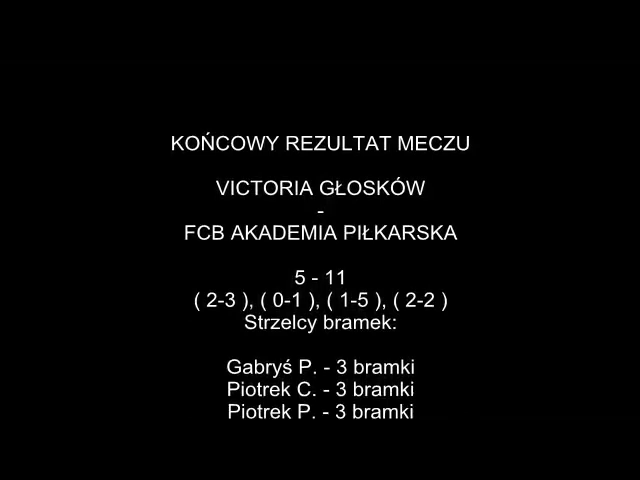 KOŃCOWY REZULTAT MECZU
VICTORIA GŁOSKÓW
-
FCB AKADEMIA PIŁKARSKA
5 - 11
( 2-3 ), ( 0-1 ), ( 1-5 ), ( 2-2 )
Strzelcy bramek:
Gabryś P. - 3 bramki
Piotrek C. - 3 bramki
Piotrek P. - 3 bramki